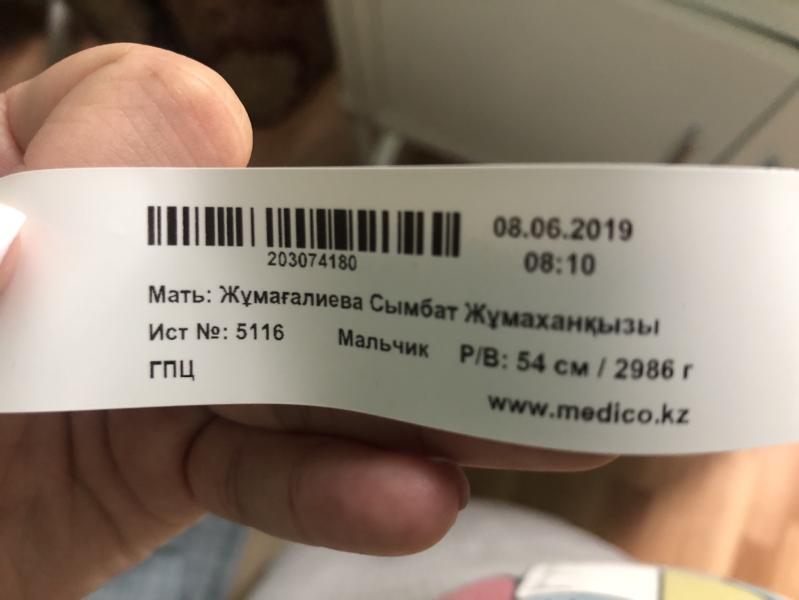 08.06.2019
203074180
08:10
Мать: Жұмағалиева Сымбат Жұмаханқызы
Ист №: 5116 Мальчик Р/В: 54 см / 2986 г
ГПЦ
www.medico.kz